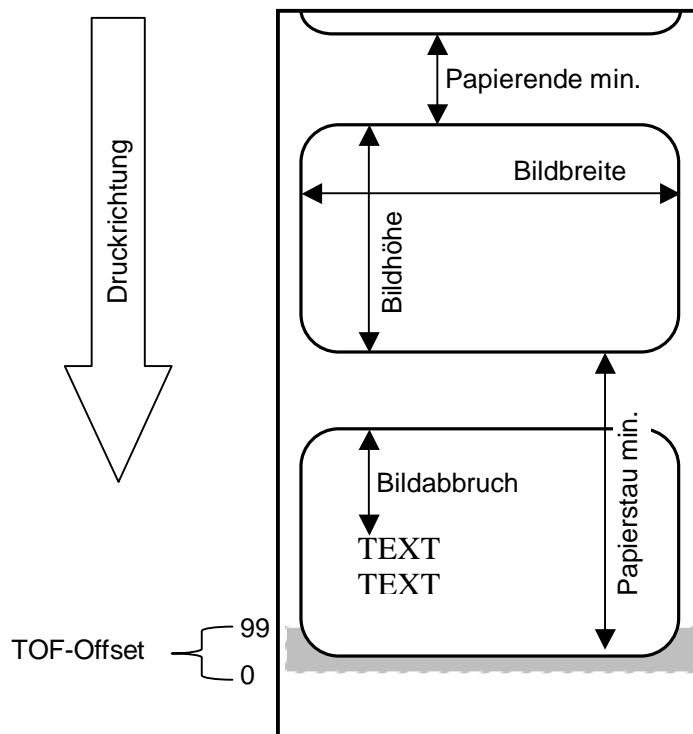 Papierende min.
Druckrichtung
Bildbreite
Bildhöhe
Papierstau min.
Bildabbruch
TEXT
TEXT
99
TOF-Offset
0